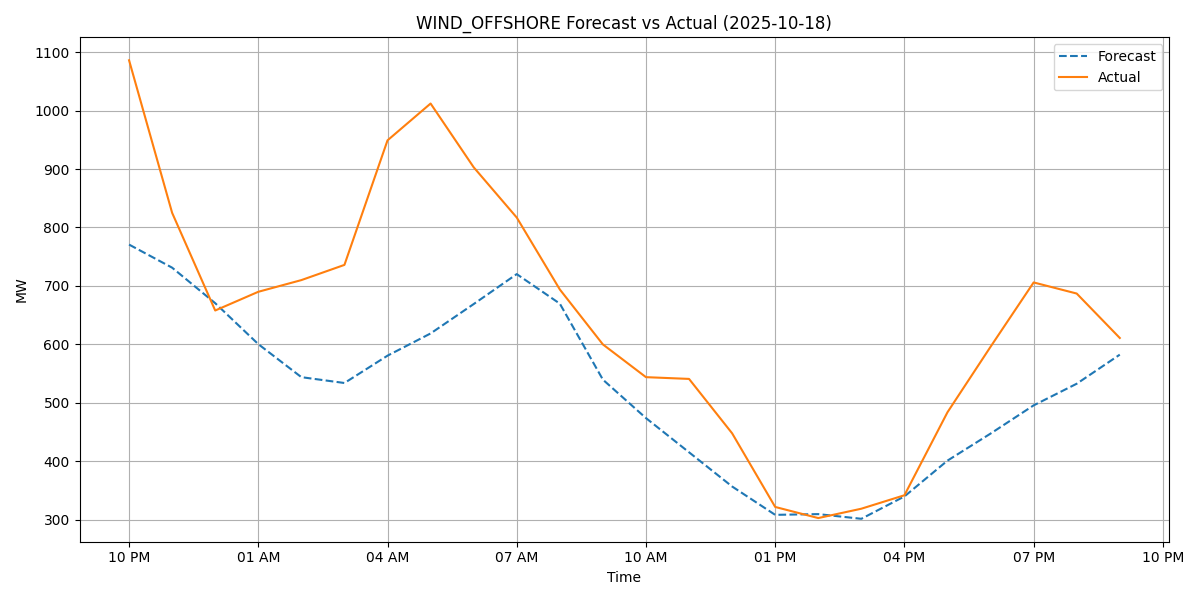 WIND_OFFSHORE Forecast vs Actual (2025-10-18)
Forecast
Actual
MW
1100
1000
900
800
700
600
500
400
300
10 PM 01 AM 04 AM 07 AM 10 AM 01 PM 04 PM 07 PM 10 PM
Time